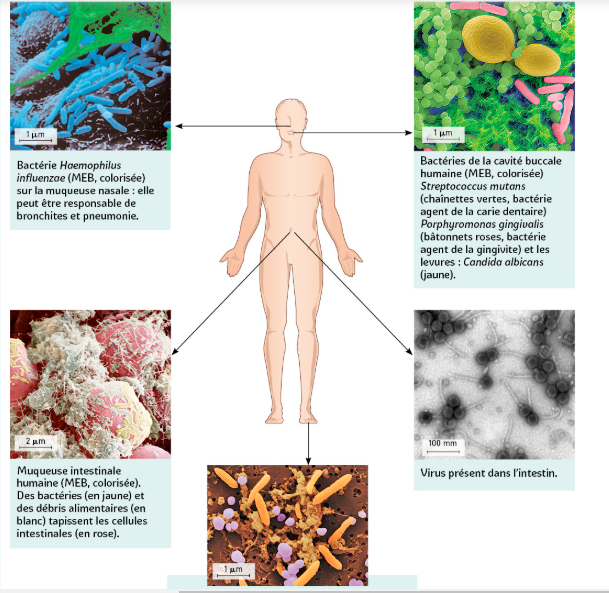 1 µm
Bactérie Haemophilus
influenzae (MEB, colorisée)
sur la muqueuse nasale : elle
peut être responsable de
bronchites et pneumonie.
1 µm
Bactéries de la cavité buccale
humaine (MEB, colorisée)
Streptococcus mutans
(chaînettes vertes, bactérie
agent de la carie dentaire)
Porphyromonas gingivalis
(bâtonnets roses, bactérie
agent de la gingivite) et les
levures : Candida albicans
(jaune).
2 µm
Muqueuse intestinale
humaine (MEB, colorisée).
Des bactéries (en jaune) et
des débris alimentaires (en
blanc) tapissent les cellules
intestinales (en rose).
100 mm
Virus présent dans l'intestin.
1 µm